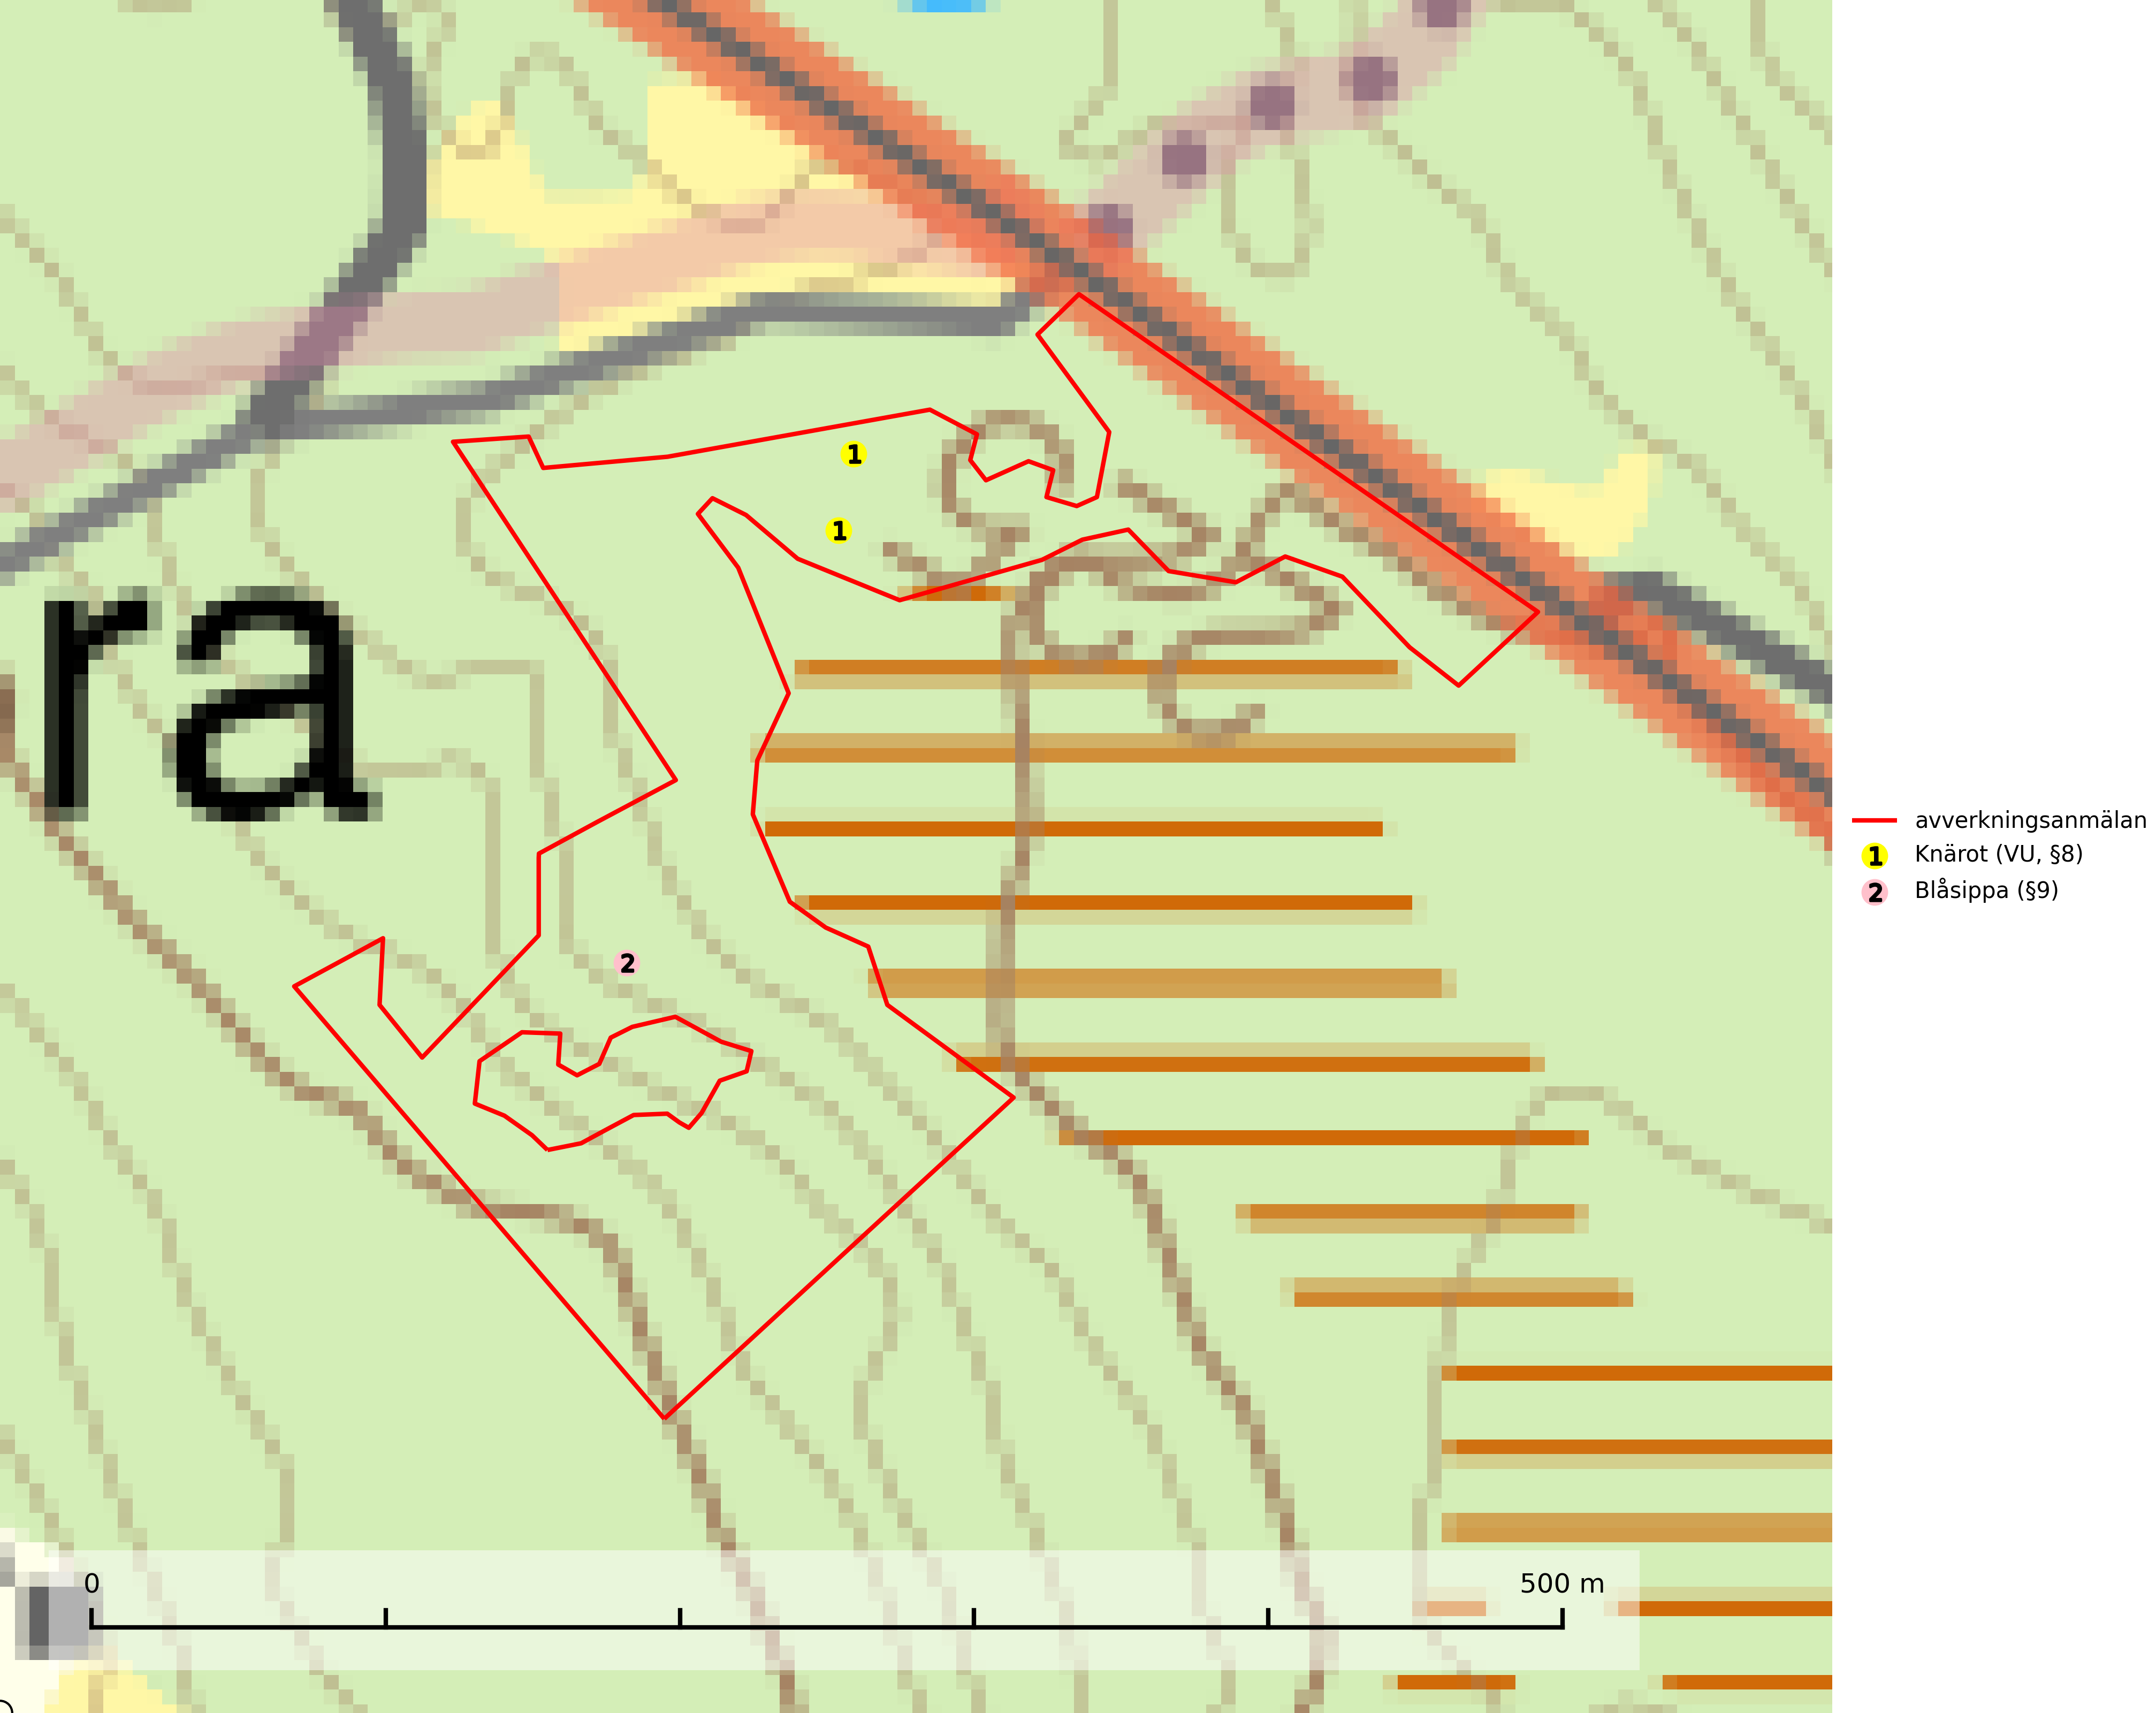 1
1
ra
avverkningsanmälan
1 Knärot (VU, §8)
2 Blåsippa (§9)
2
0 500 m